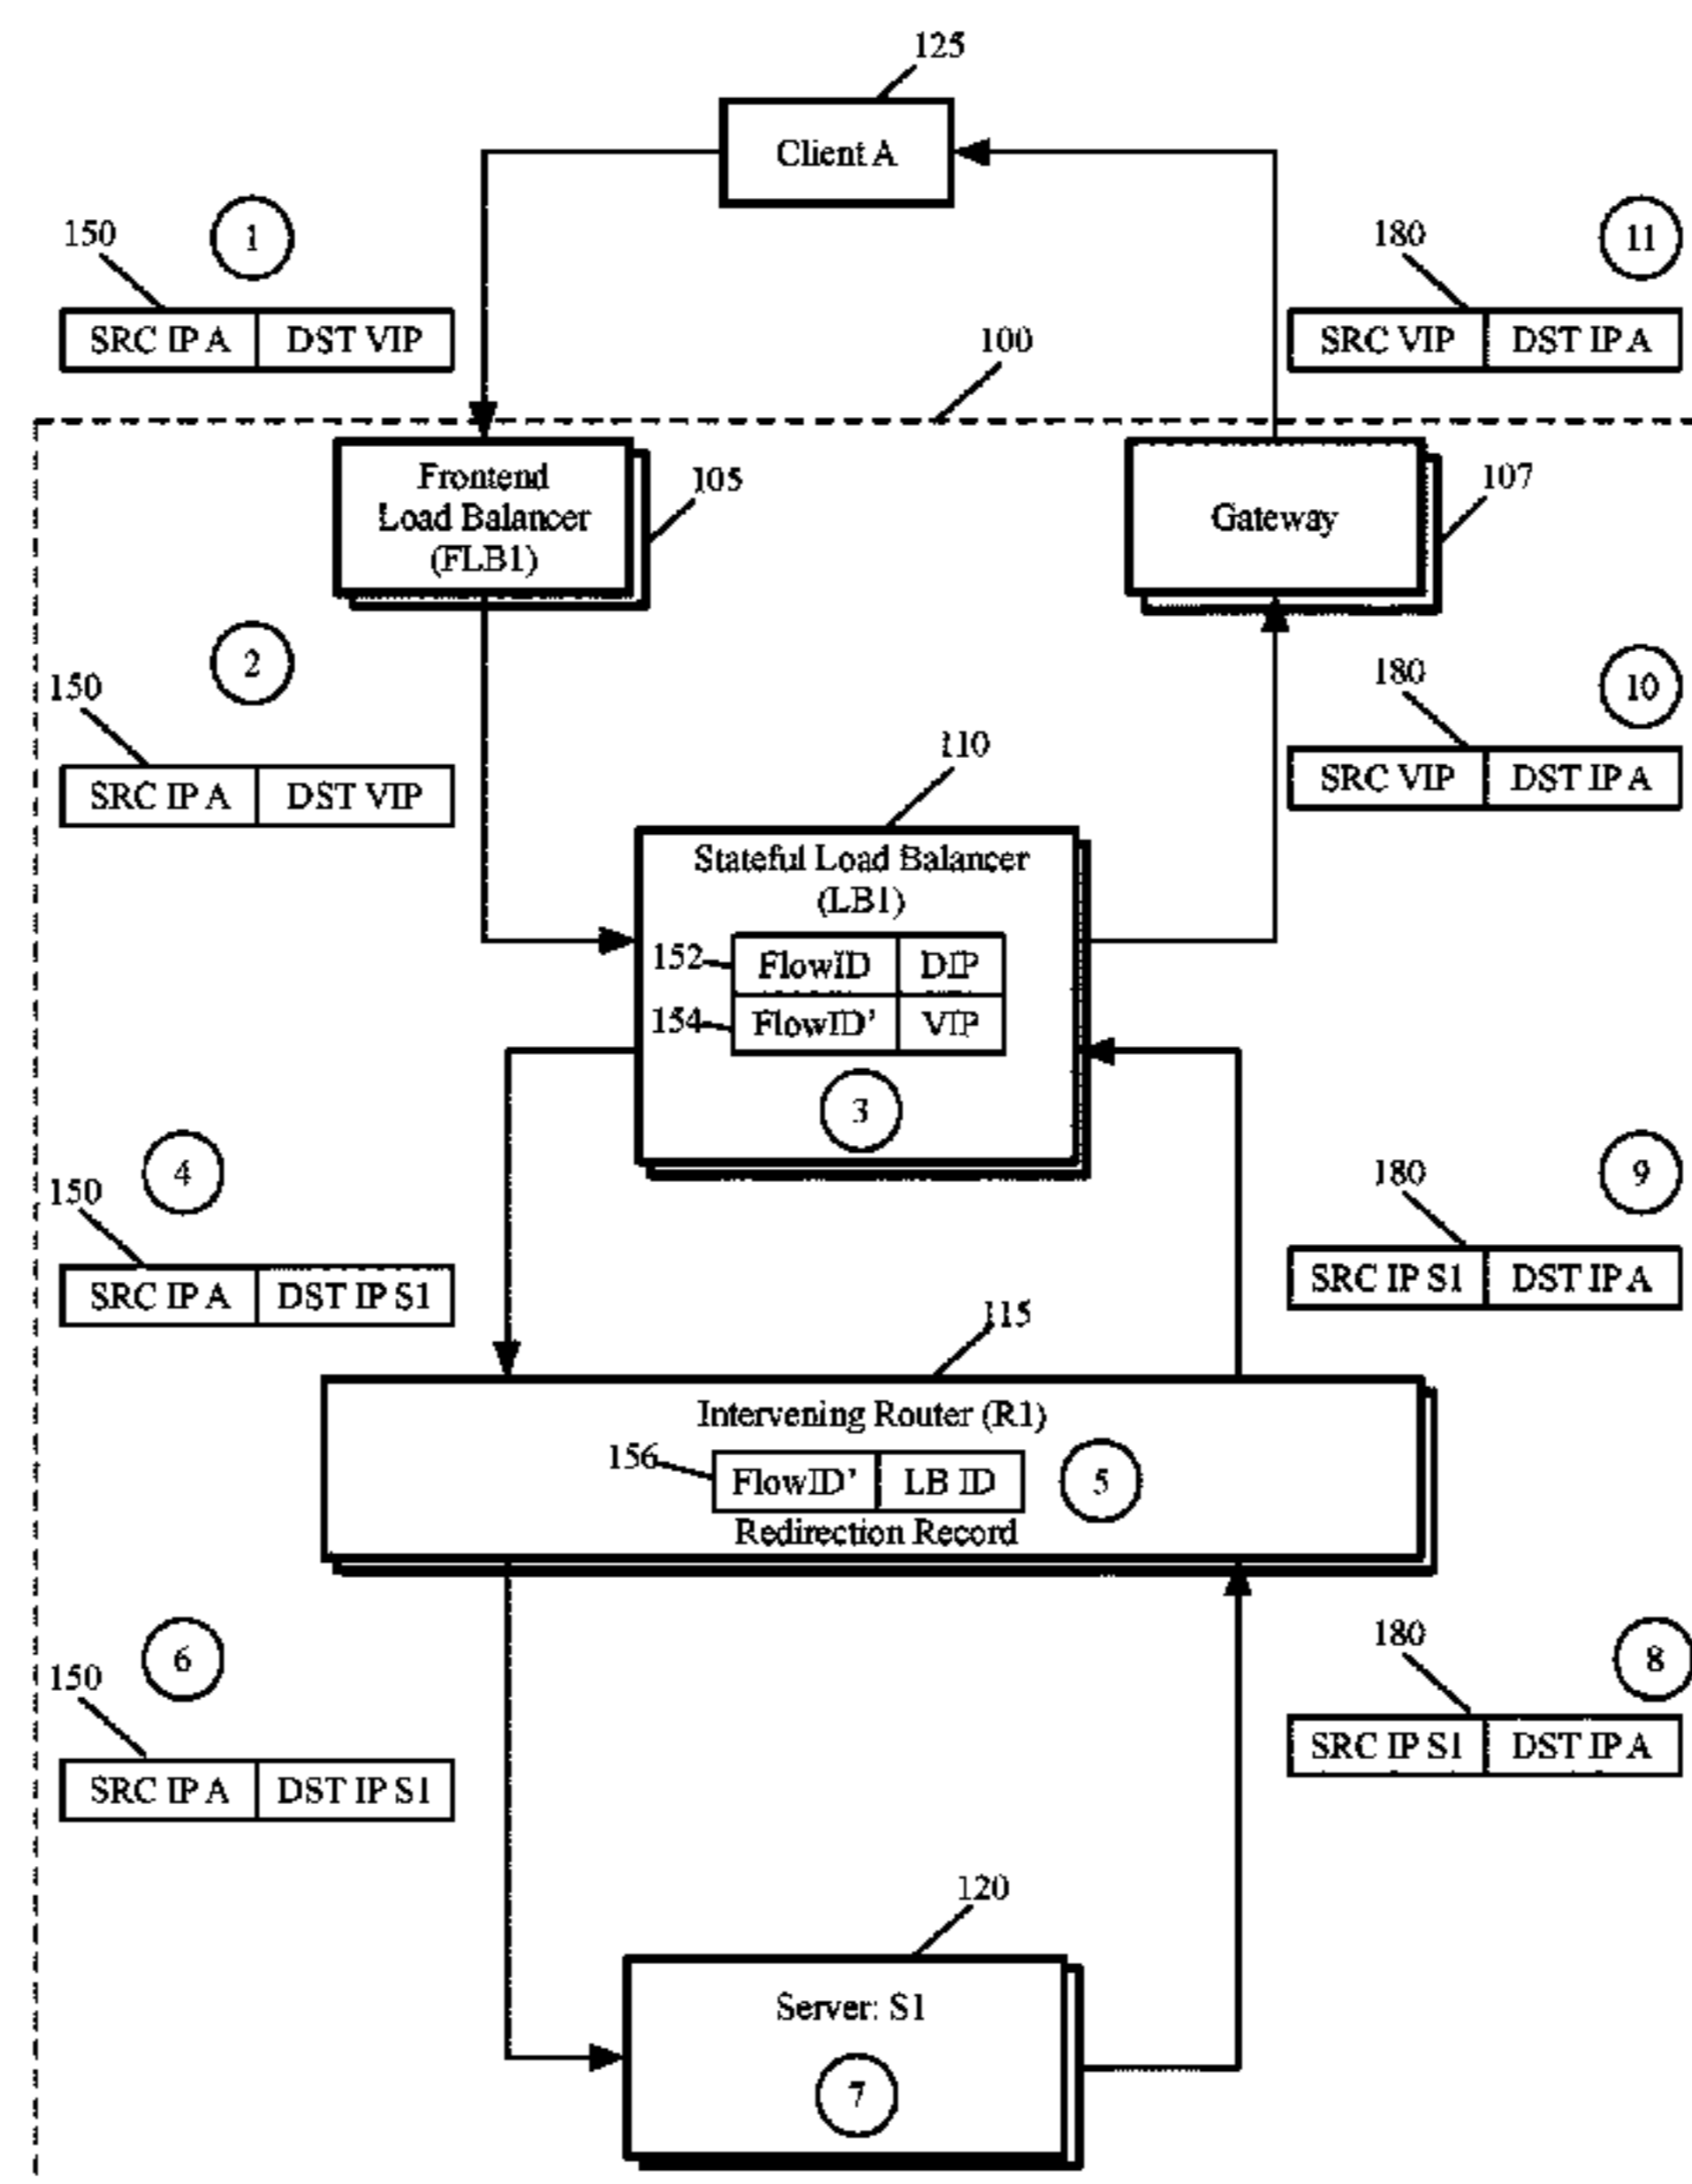 125
Client A
150
1
180
11
SRC IP A DST VIP
SRC VIP DST IP A
100
Frontend
Load Balancer
(FLB1)
105
Gateway
107
2
150
180
10
SRC IP A DST VIP
SRC VIP DST IP A
110
Stateful Load Balancer
(LB1)
152 FlowID DIP
154 FlowID' VIP
3
4
150
180
9
SRC IP A DST IP S1
SRC IP S1 DST IP A
115
Intervening Router (R1)
156 FlowID' LB ID
5
Redirection Record
6
150
180
8
SRC IP A DST IP S1
SRC IP S1 DST IP A
120
Server: S1
7